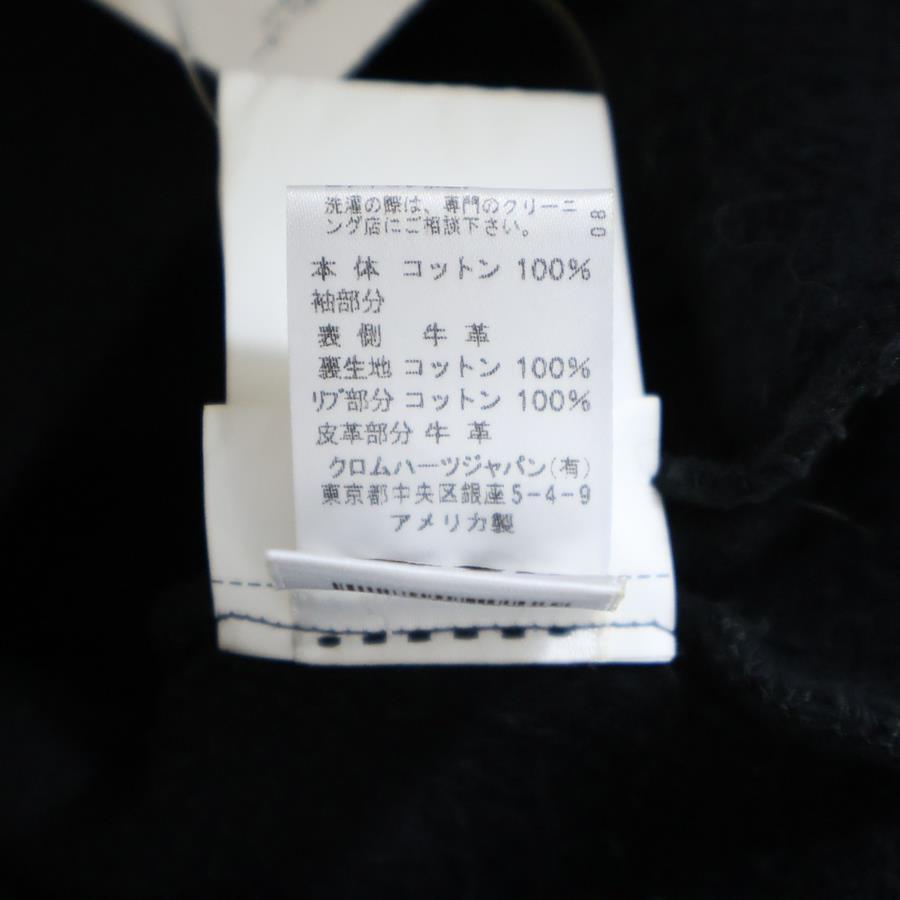 洗濯の際は、専門のクリーニ
ング店にご相談下さい。
08
本 体 コットン 100%
袖部分
表 側 牛 革
裏生地 コットン 100%
リブ部分 コットン 100%
皮革部分 牛 革
クロムハーツジャパン(有)
東京都中央区銀座5-4-9
アメリカ製